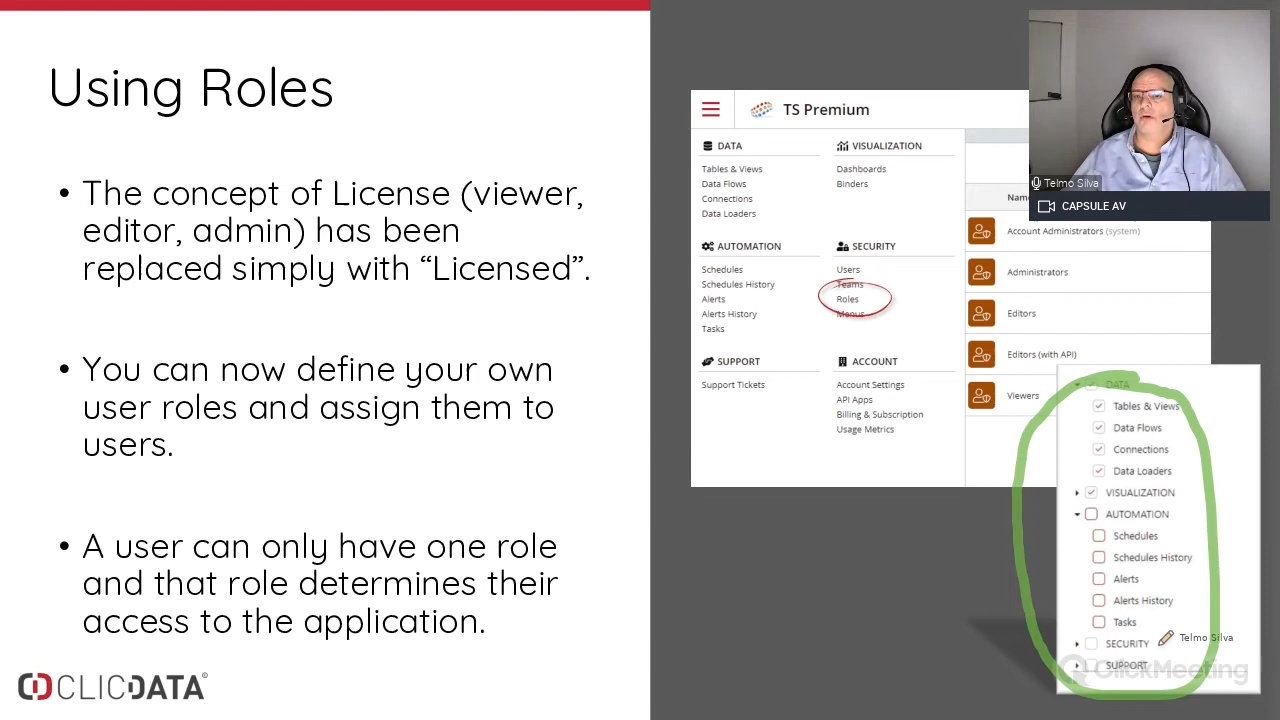 Using Roles
• The concept of License (viewer,
editor, admin) has been
replaced simply with “Licensed”.
• You can now define your own
user roles and assign them to
users.
• A user can only have one role
and that role determines their
access to the application.
CLICDATA©
TS Premium
DATA
Tables & Views
Data Flows
Connections
Data Loaders
VISUALIZATION
Dashboards
Binders
AUTOMATION
Schedules
Schedules History
Alerts
Alerts History
Tasks
SECURITY
Users
Teams
Roles
Menus
SUPPORT
Support Tickets
ACCOUNT
Account Settings
API Apps
Billing & Subscription
Usage Metrics
Account Administrators (system)
Administrators
Editors
Editors (with API)
Viewers
Telmo Silva
CAPSULE AV
DATA
Tables & Views
Data Flows
Connections
Data Loaders
VISUALIZATION
AUTOMATION
Schedules
Schedules History
Alerts
Alerts History
Tasks
SECURITY
SUPPORT
Telmo Silva
ClickMeeting